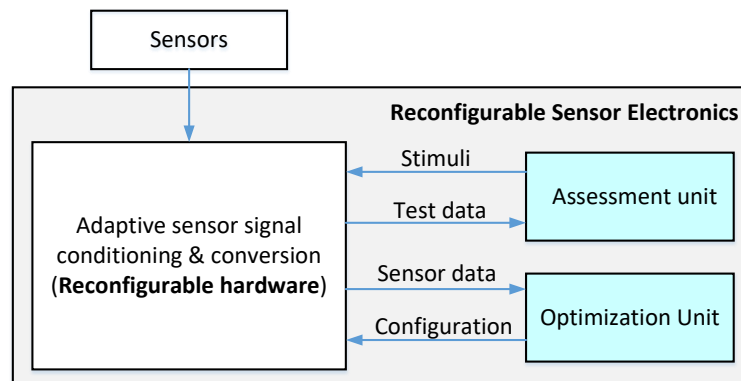 Sensors
Reconfigurable Sensor Electronics
Adaptive sensor signal
conditioning & conversion
(Reconfigurable hardware)
Stimuli
Test data
Sensor data
Configuration
Assessment unit
Optimization Unit